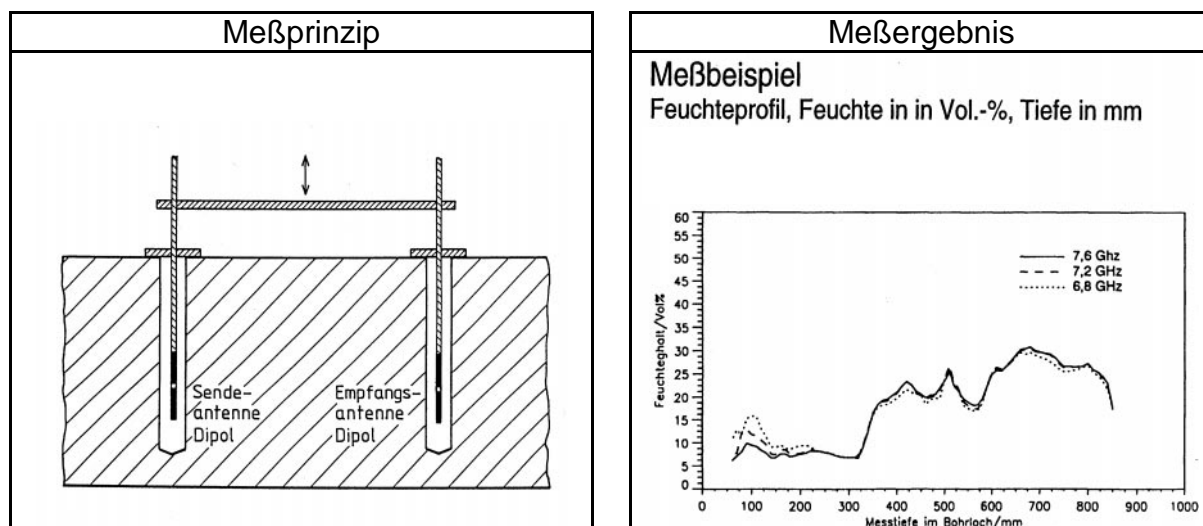 Meßprinzip
Sende-
antenne
Dipol
Empfangs-
antenne
Dipol
Meßergebnis
Meßbeispiel
Feuchteprofil, Feuchte in in Vol.-%, Tiefe in mm
Feuchteghalt/Vol%
60
55
50
45
40
35
30
25
20
15
10
5
0
7,6 Ghz
7,2 GHz
6,8 GHz
0 100 200 300 400 500 600 700 800 900 1000
Messtiefe im Bohrloch/mm